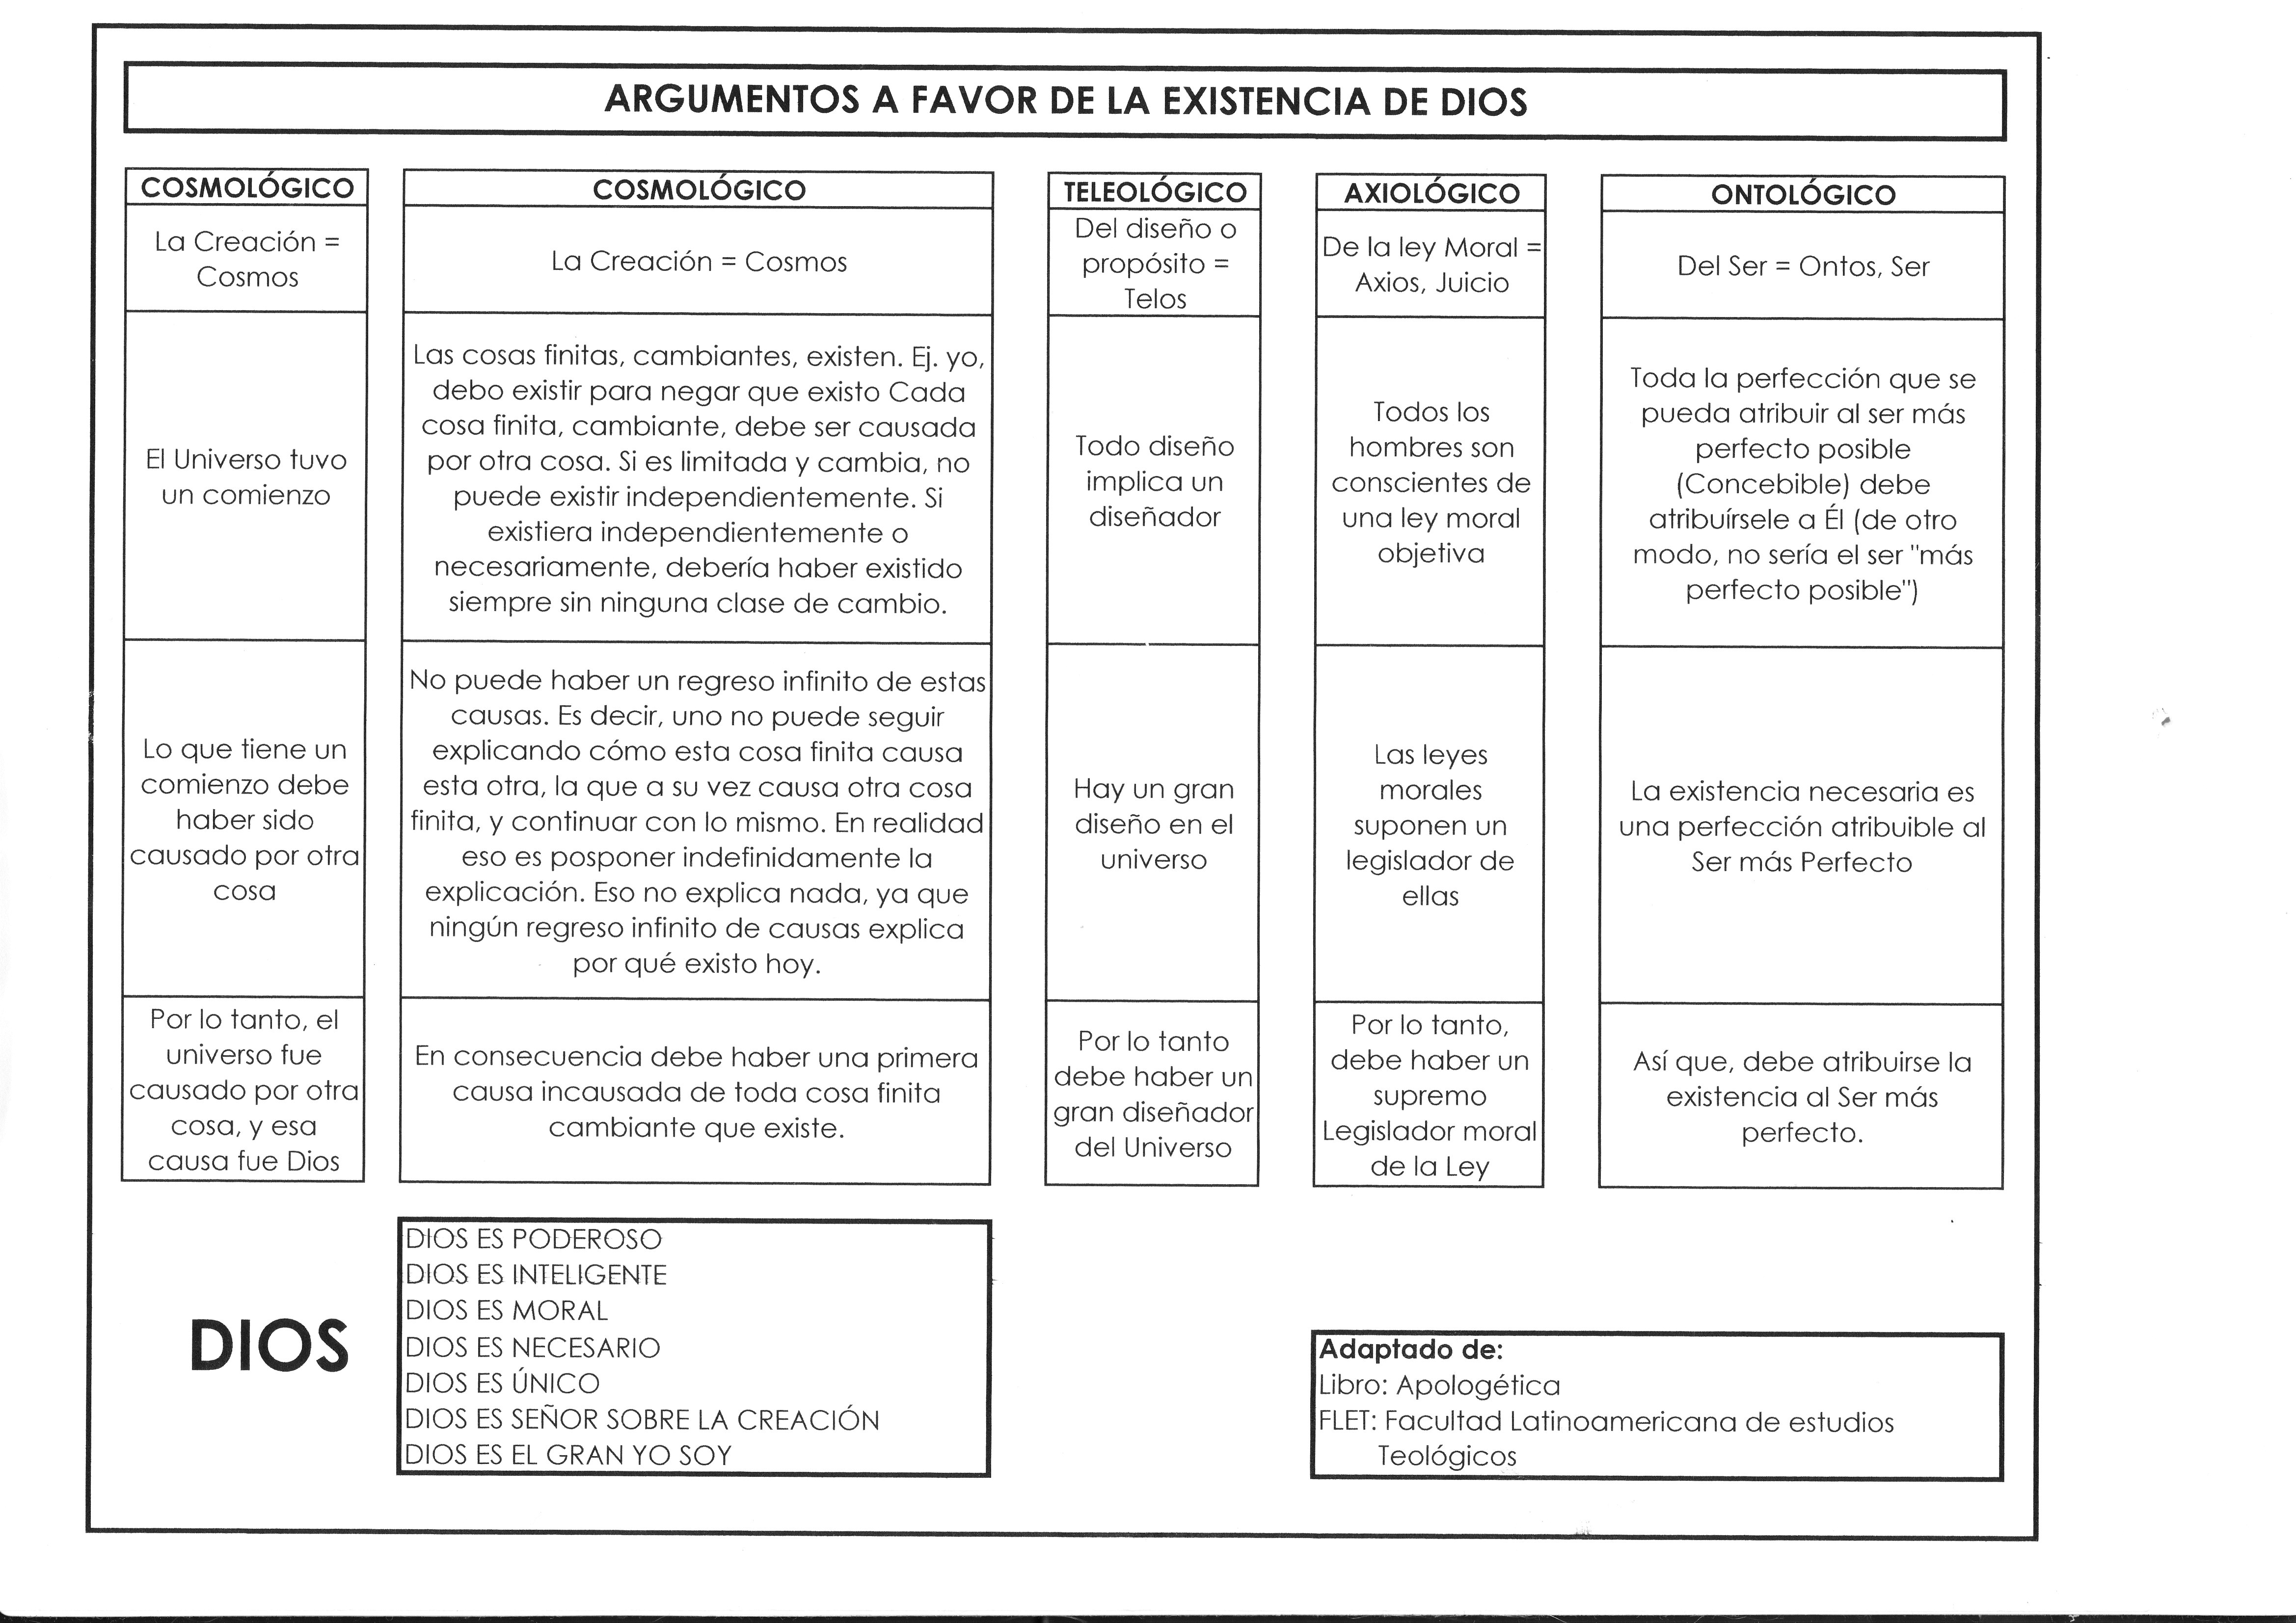 ARGUMENTOS A FAVOR DE LA EXISTENCIA DE DIOS
COSMOLÓGICO
La Creación =
Cosmos
El Universo tuvo
un comienzo
Lo que tiene un
comienzo debe
haber sido
causado por otra
cosa
Por lo tanto, el
universo fue
causado por otra
cosa, y esa
causa fue Dios
COSMOLÓGICO
La Creación = Cosmos
Las cosas finitas, cambiantes, existen. Ej. yo,
debo existir para negar que existo Cada
cosa finita, cambiante, debe ser causada
por otra cosa. Si es limitada y cambia, no
puede existir independientemente. Si
existiera independientemente o
necesariamente, debería haber existido
siempre sin ninguna clase de cambio.
No puede haber un regreso infinito de estas
causas. Es decir, uno no puede seguir
explicando cómo esta cosa finita causa
esta otra, la que a su vez causa otra cosa
finita, y continuar con lo mismo. En realidad
eso es posponer indefinidamente la
explicación. Eso no explica nada, ya que
ningún regreso infinito de causas explica
por qué existo hoy.
En consecuencia debe haber una primera
causa incausada de toda cosa finita
cambiante que existe.
TELEOLÓGICO
Del diseño o
propósito =
Telos
Todo diseño
implica un
diseñador
Hay un gran
diseño en el
universo
Por lo tanto
debe haber un
gran diseñador
del Universo
AXIOLÓGICO
De la ley Moral =
Axios, Juicio
Todos los
hombres son
conscientes de
una ley moral
objetiva
Las leyes
morales
suponen un
legislador de
ellas
Por lo tanto,
debe haber un
supremo
Legislador moral
de la Ley
ONTOLÓGICO
Del Ser = Ontos, Ser
Toda la perfección que se
pueda atribuir al ser más
perfecto posible
(Concebible) debe
atribuírsele a Él (de otro
modo, no sería el ser "más
perfecto posible")
La existencia necesaria es
una perfección atribuible al
Ser más Perfecto
Así que, debe atribuirse la
existencia al Ser más
perfecto.
DIOS
DIOS ES PODEROSO
DIOS ES INTELIGENTE
DIOS ES MORAL
DIOS ES NECESARIO
DIOS ES ÚNICO
DIOS ES SEÑOR SOBRE LA CREACIÓN
DIOS ES EL GRAN YO SOY
Adaptado de:
Libro: Apologética
FLET: Facultad Latinoamericana de estudios
Teológicos